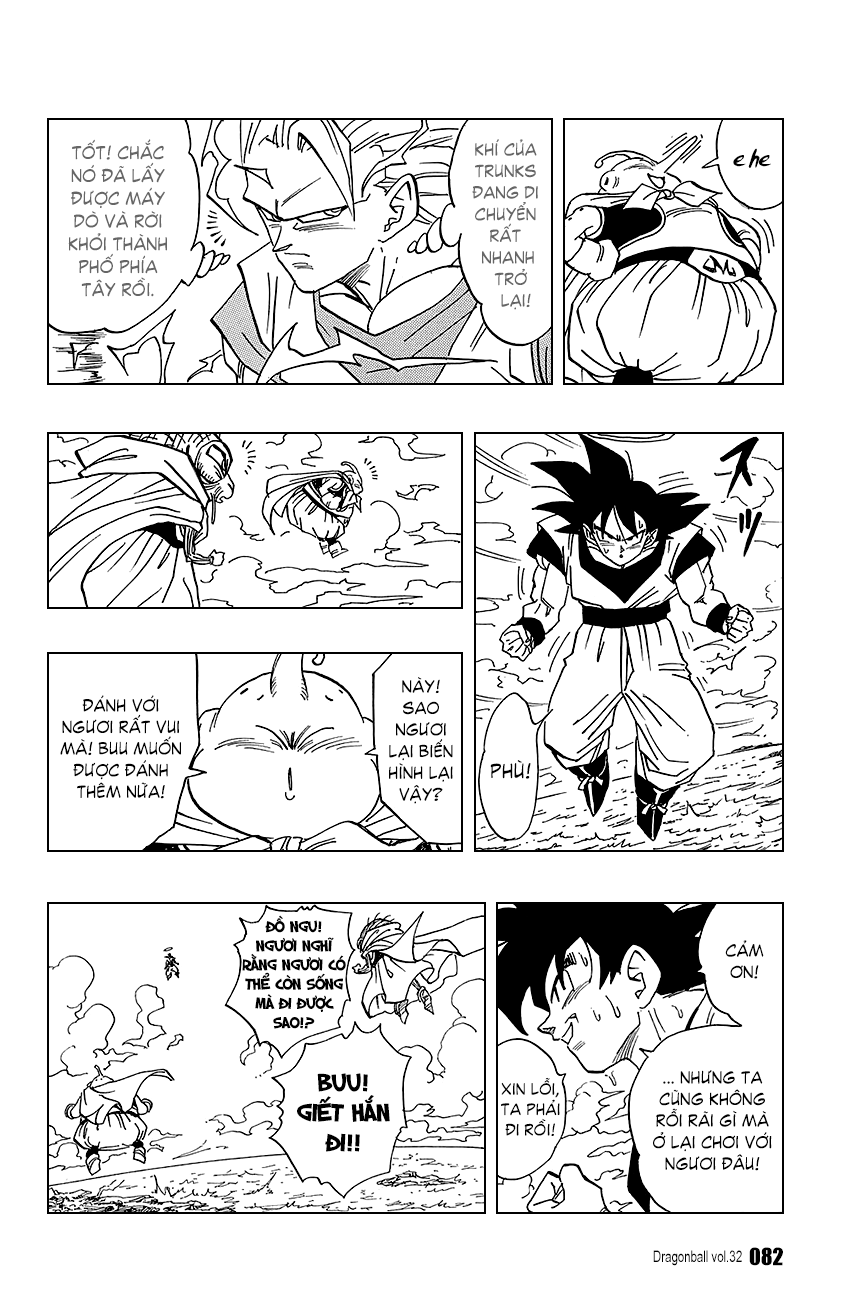 e he
KHÍ CỦA
TRUNKS
ĐANG DI
CHUYỂN
RẤT
NHANH
TRỞ
LẠI!
TỐT! CHẮC
NÓ ĐÃ LẤY
ĐƯỢC MÁY
DÒ VÀ RỜI
KHỎI THÀNH
PHỐ PHÍA
TÂY RỒI.
スッ
PHÙ!
NÀY!
SAO
NGƯƠI
LẠI BIẾN
HÌNH LẠI
VẬY?
ĐÁNH VỚI
NGƯƠI RẤT VUI
MÀ! BUU MUỐN
ĐƯỢC ĐÁNH
THÊM NỮA!
CẢM
ƠN!
... NHƯNG TA
CŨNG KHÔNG
RỖI RÃI GÌ MÀ
Ở LẠI CHƠI VỚI
NGƯƠI ĐÂU!
XIN LỖI,
TA PHẢI
ĐI RỒI!
ĐỒ NGU!
NGƯƠI NGHĨ
RẰNG NGƯƠI CÓ
THỂ CÒN SỐNG
MÀ ĐI ĐƯỢC
SAO!?
BUU!
GIẾT HẮN
ĐI!!
Dragonball vol.32 082